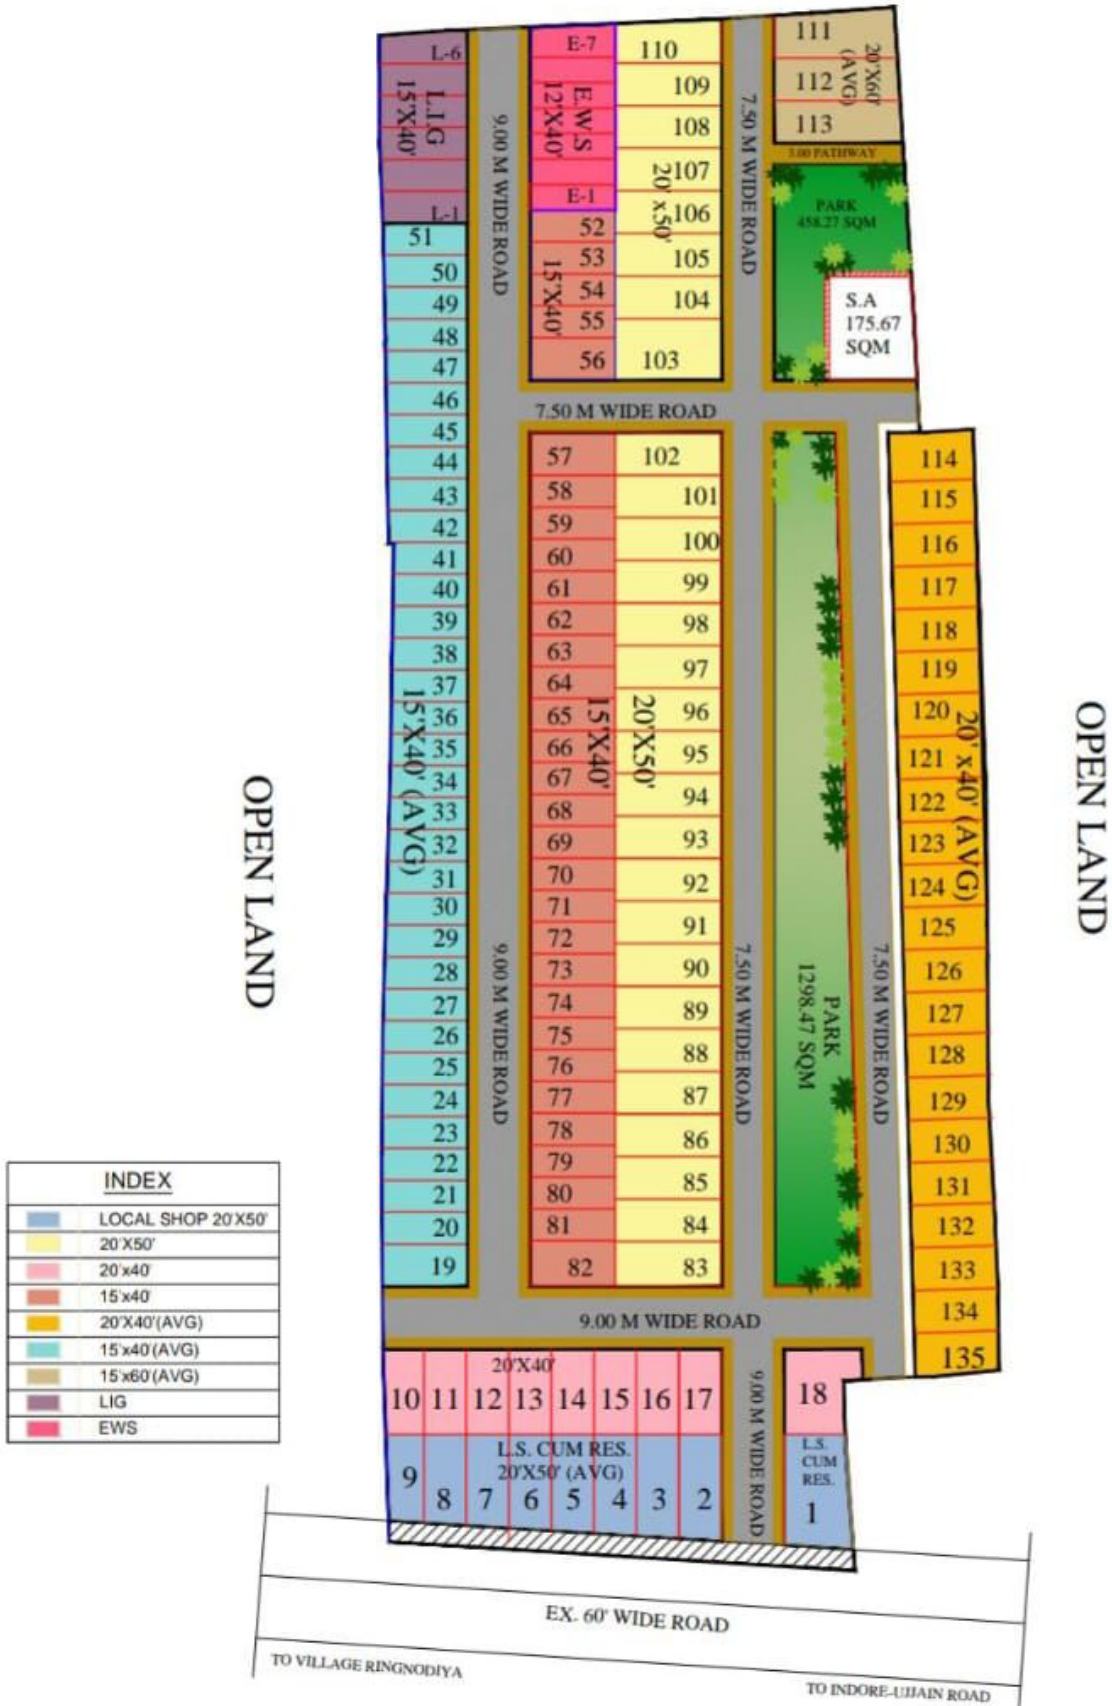 L-6
L.I.G
15'X40'
L-1
E-7
E.W.S
12'X40'
E-1
110
109
108
107
106
105
104
103
20' x50'
111
112
113
20'X60'
(AVG)
3.00 PATHWAY
PARK
458.27 SQM
S.A
175.67
SQM
9.00 M WIDE ROAD
7.50 M WIDE ROAD
52
53
54
55
56
15'X40'
7.50 M WIDE ROAD
51
50
49
48
47
46
45
44
43
42
41
40
39
38
37
36
35
34
33
32
31
30
29
28
27
26
25
24
23
22
21
20
19
15'X40' (AVG)
9.00 M WIDE ROAD
57
58
59
60
61
62
63
64
65
66
67
68
69
70
71
72
73
74
75
76
77
78
79
80
81
82
15'X40'
102
101
100
99
98
97
96
95
94
93
92
91
90
89
88
87
86
85
84
83
20'X50'
7.50 M WIDE ROAD
PARK
1298.47 SQM
7.50 M WIDE ROAD
114
115
116
117
118
119
120
121
122
123
124
125
126
127
128
129
130
131
132
133
134
135
20' x40' (AVG)
OPEN LAND
OPEN LAND
INDEX
LOCAL SHOP 20'X50'
20'X50'
20'x40'
15'x40'
20'X40'(AVG)
15'x40'(AVG)
15'x60'(AVG)
LIG
EWS
9.00 M WIDE ROAD
20'X40'
10 11 12 13 14 15 16 17
18
9.00 M WIDE ROAD
L.S. CUM RES.
20'X50' (AVG)
9 8 7 6 5 4 3 2
L.S.
CUM
RES.
1
EX. 60' WIDE ROAD
TO VILLAGE RINGNODIYA
TO INDORE-UJJAIN ROAD